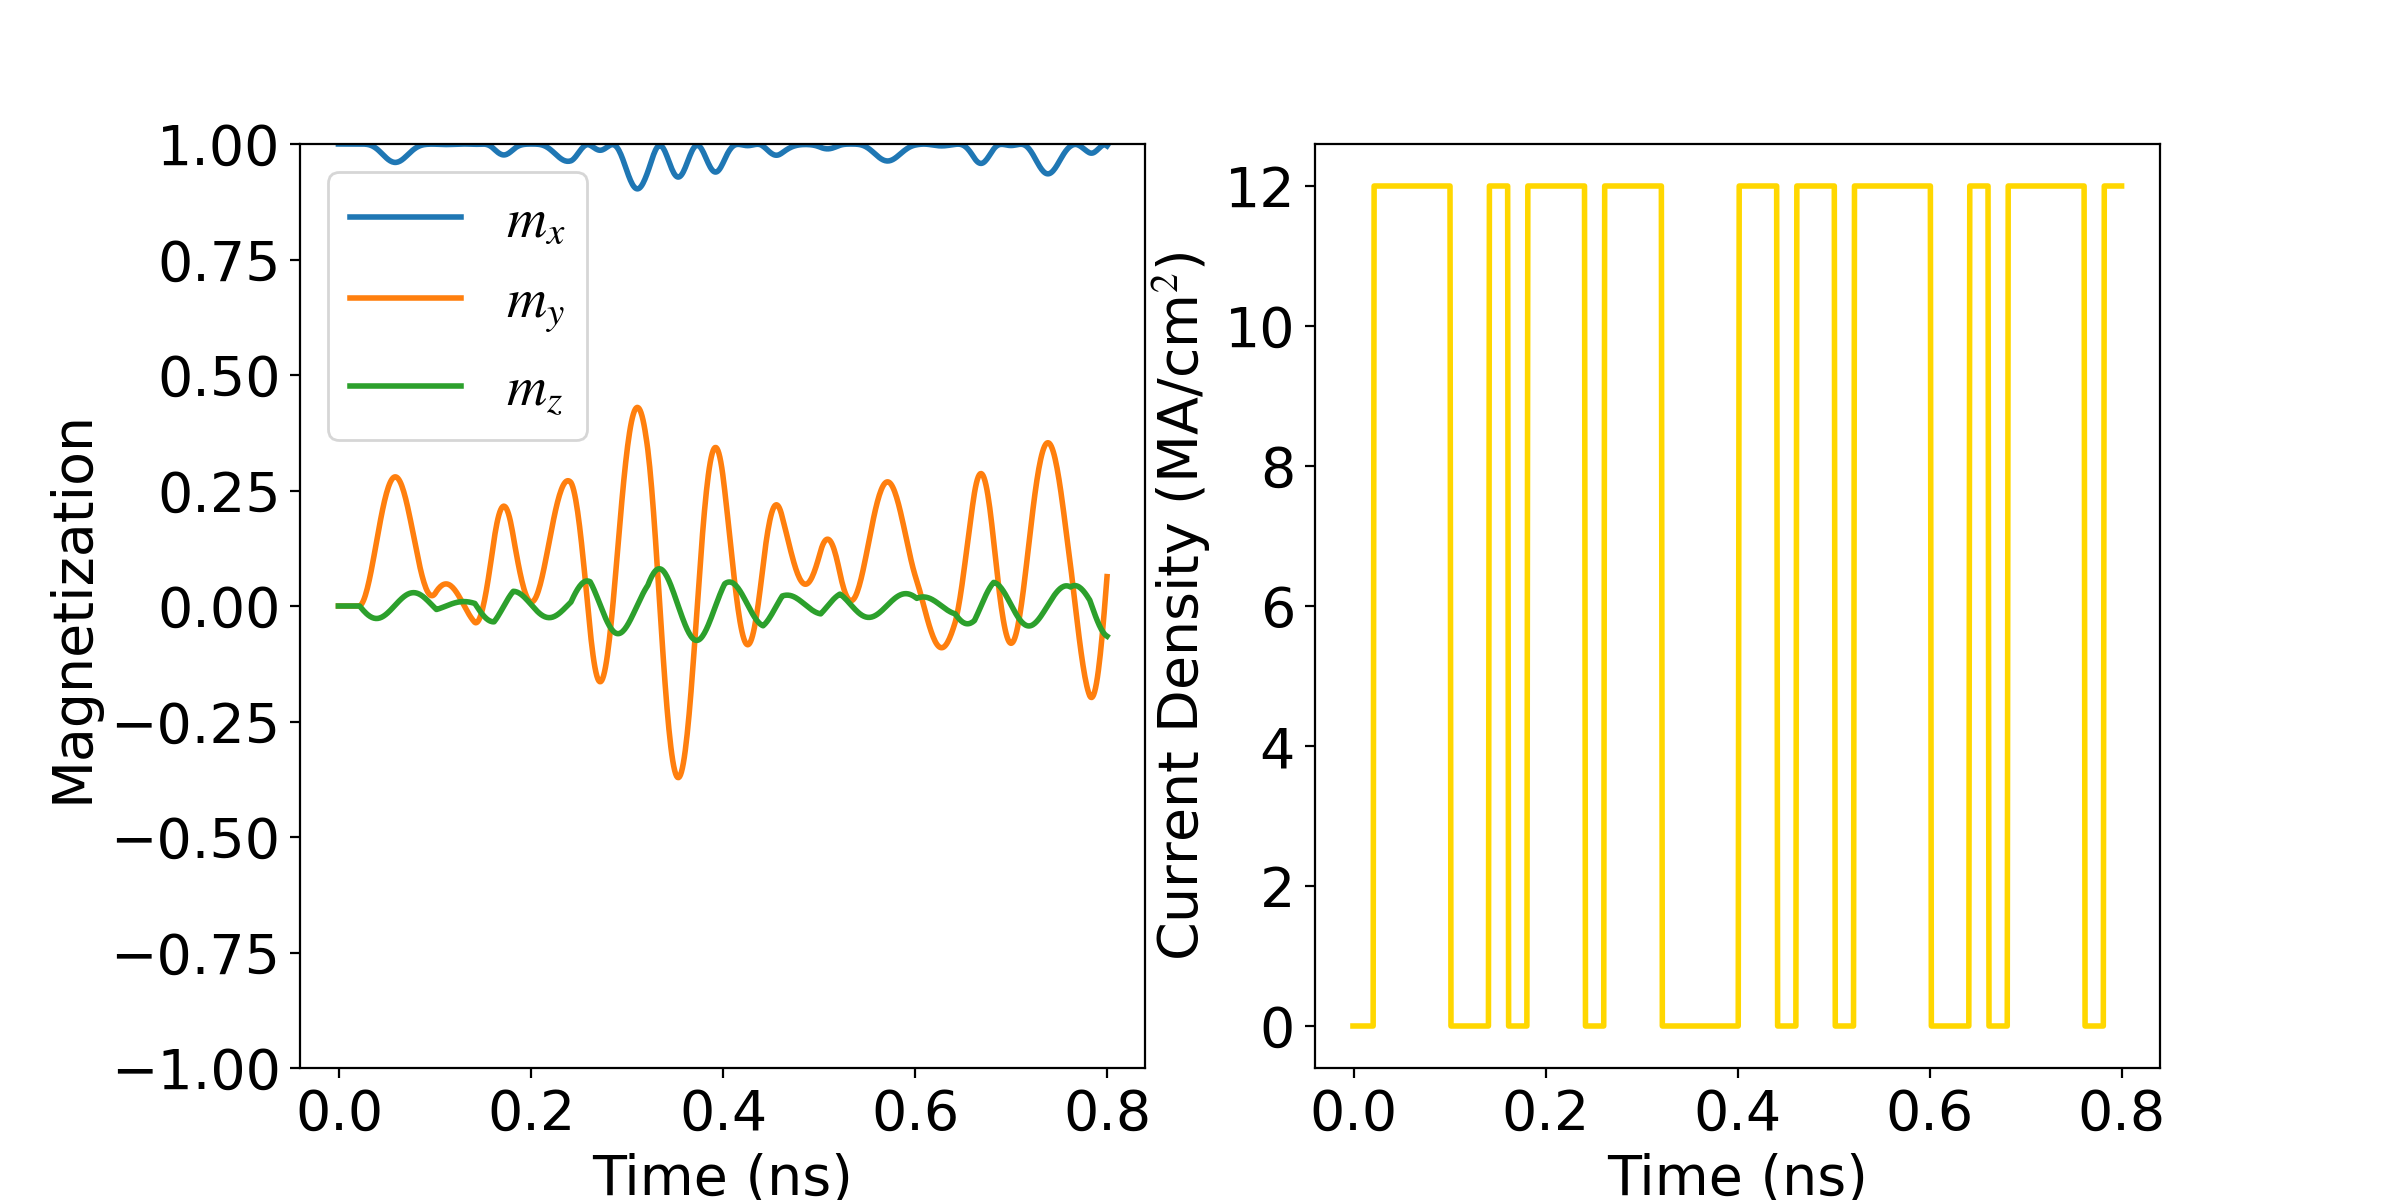 Magnetization
1.00
0.75
0.50
0.25
0.00
−0.25
−0.50
−0.75
−1.00
m_x
m_y
m_z
0.0 0.2 0.4 0.6 0.8
Time (ns)
Current Density (MA/cm²)
12
10
8
6
4
2
0
0.0 0.2 0.4 0.6 0.8
Time (ns)